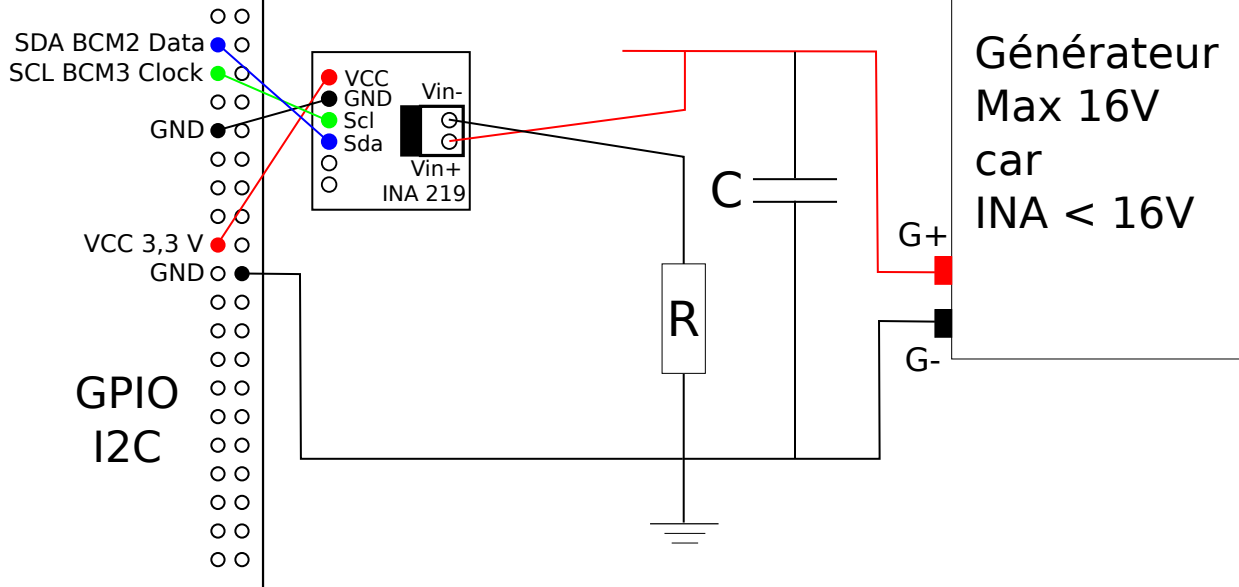 SDA BCM2 Data
SCL BCM3 Clock
GND
VCC 3,3 V
GND
GPIO
I2C
VCC
GND
Scl
Sda
Vin-
Vin+
INA 219
C
R
G+
G-
Générateur
Max 16V
car
INA < 16V